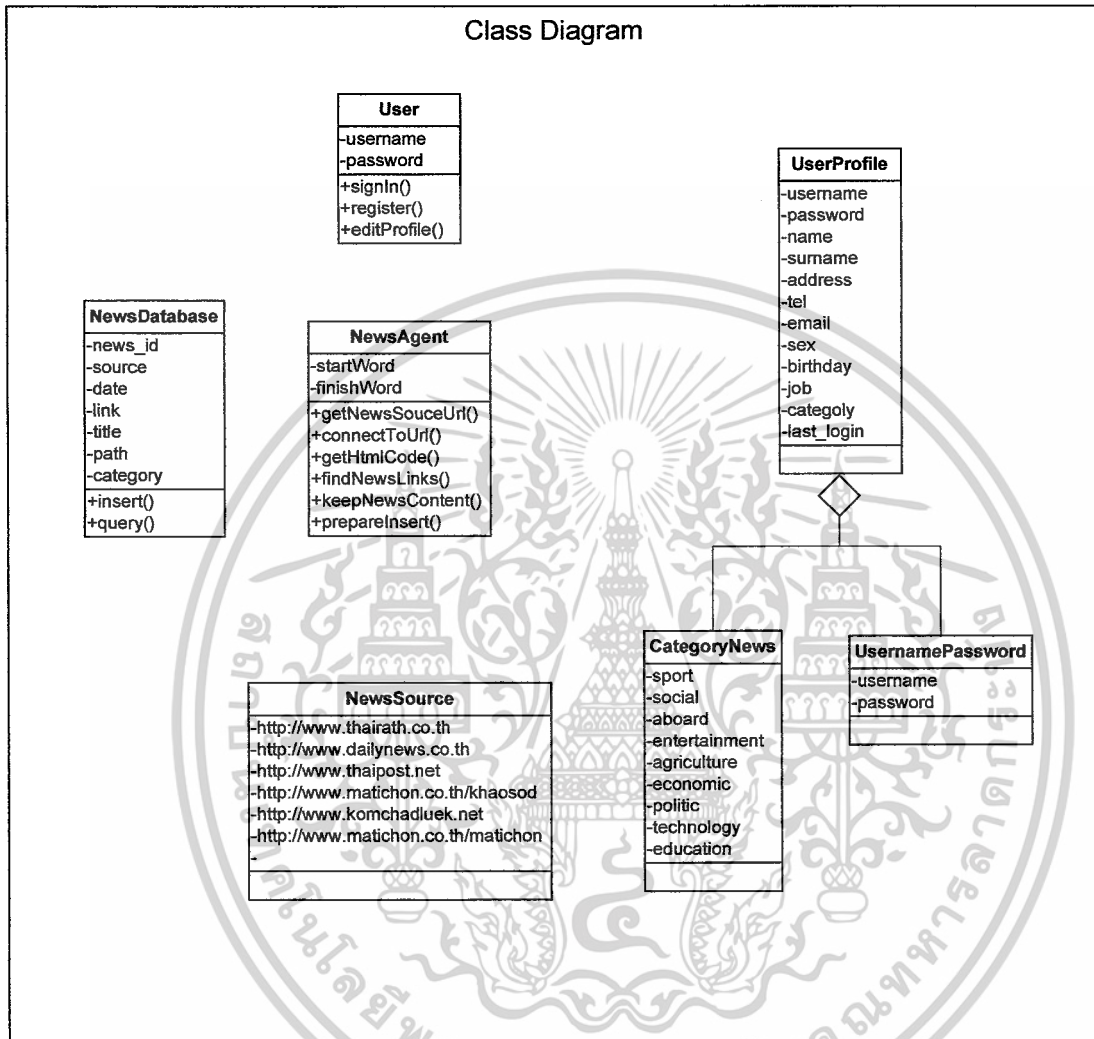 Class Diagram
User
-username
-password
+signIn()
+register()
+editProfile()
UserProfile
-username
-password
-name
-surname
-address
-tel
-email
-sex
-birthday
-job
-categoly
-last_login
NewsDatabase
-news_id
-source
-date
-link
-title
-path
-category
+insert()
+query()
NewsAgent
-startWord
-finishWord
+getNewsSouceUrl()
+connectToUrl()
+getHtmlCode()
+findNewsLinks()
+keepNewsContent()
+prepareInsert()
CategoryNews
-sport
-social
-aboard
-entertainment
-agriculture
-economic
-politic
-technology
-education
UsernamePassword
-username
-password
NewsSource
-http://www.thairath.co.th
-http://www.dailynews.co.th
-http://www.thaipost.net
-http://www.matichon.co.th/khaosod
-http://www.komchadluek.net
-http://www.matichon.co.th/matichon
-